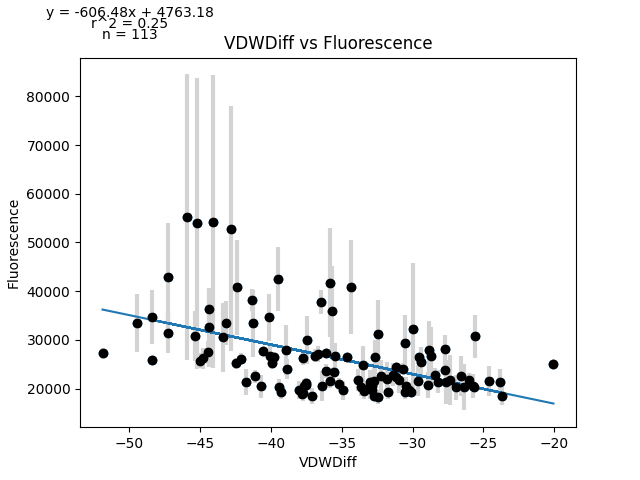 y = -606.48x + 4763.18
r^2 = 0.25
n = 113
VDWDiff vs Fluorescence
80000
70000
60000
50000
40000
30000
20000
Fluorescence
−50
−45
−40
−35
−30
−25
−20
VDWDiff